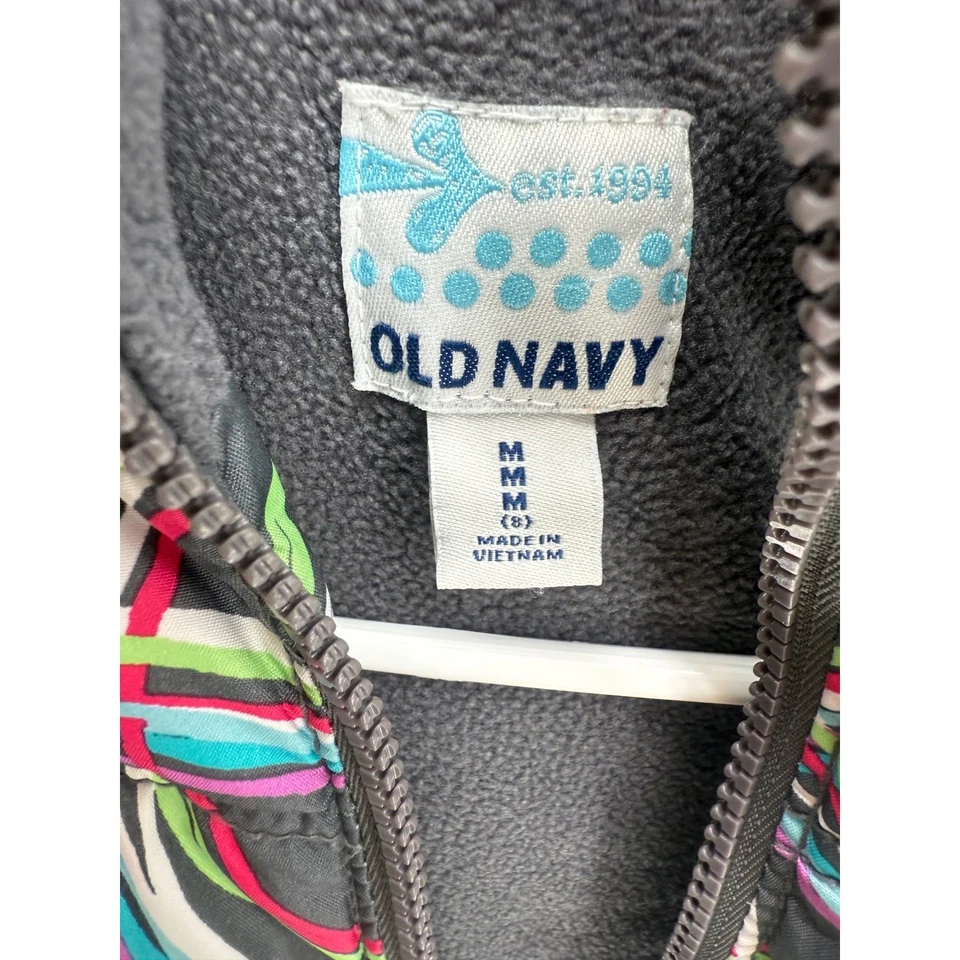 est. 1994
OLD NAVY
M
M
M
(8)
MADE IN
VIETNAM